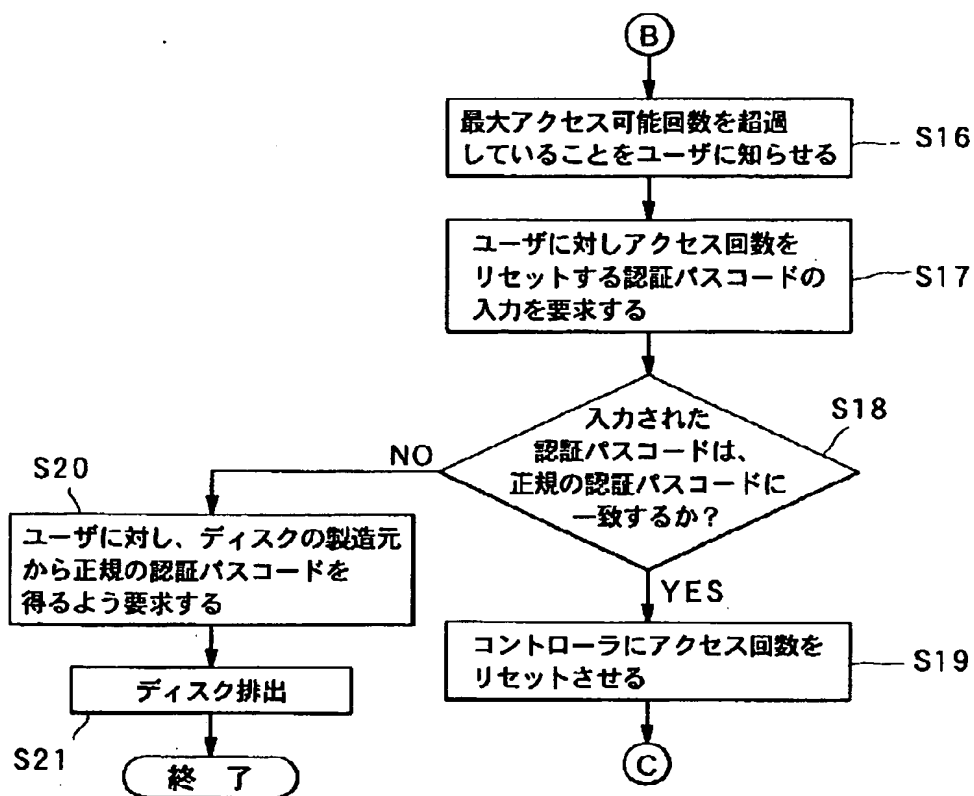 B
最大アクセス可能回数を超過
していることをユーザに知らせる
S16
ユーザに対しアクセス回数を
リセットする認証パスコードの
入力を要求する
S17
入力された
認証パスコードは、
正規の認証パスコードに
一致するか?
S18
NO
YES
S20
ユーザに対し、ディスクの製造元
から正規の認証パスコードを
得るよう要求する
コントローラにアクセス回数を
リセットさせる
S19
ディスク排出
S21
終 了
C